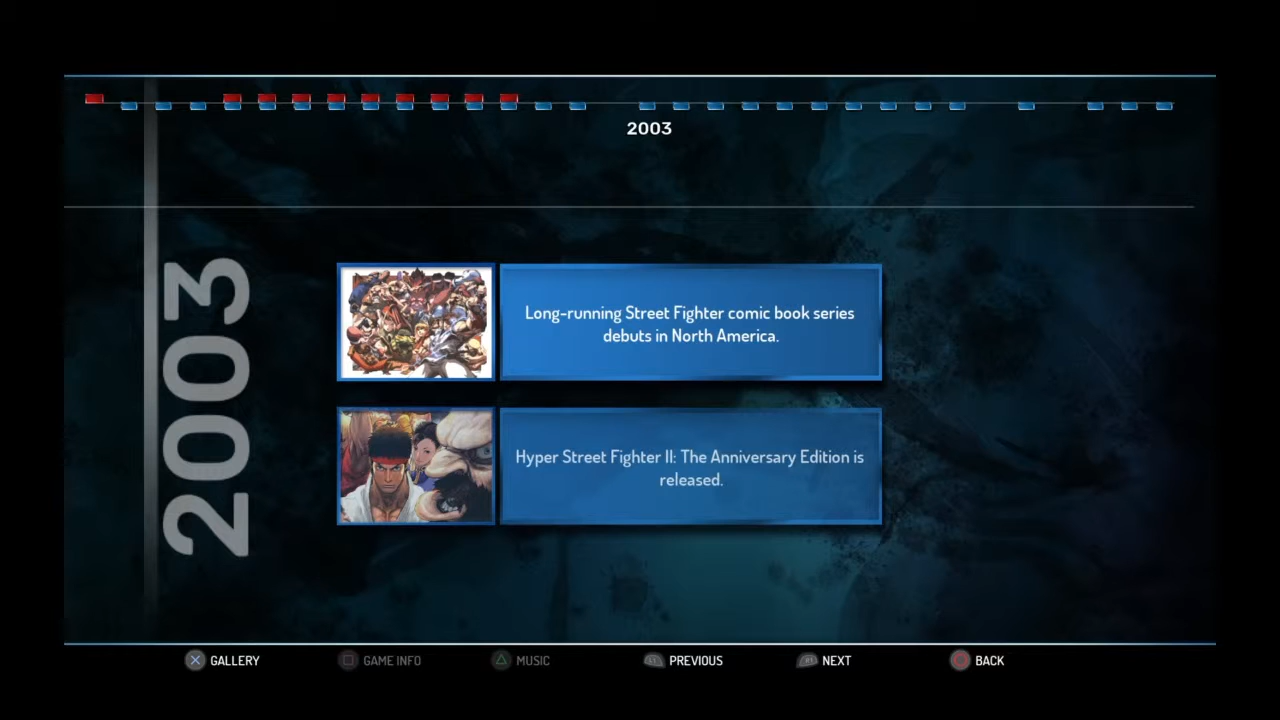 2003
2003
Long-running Street Fighter comic book series
debuts in North America.
Hyper Street Fighter II: The Anniversary Edition is
released.
GALLERY
GAME INFO
MUSIC
PREVIOUS
NEXT
BACK